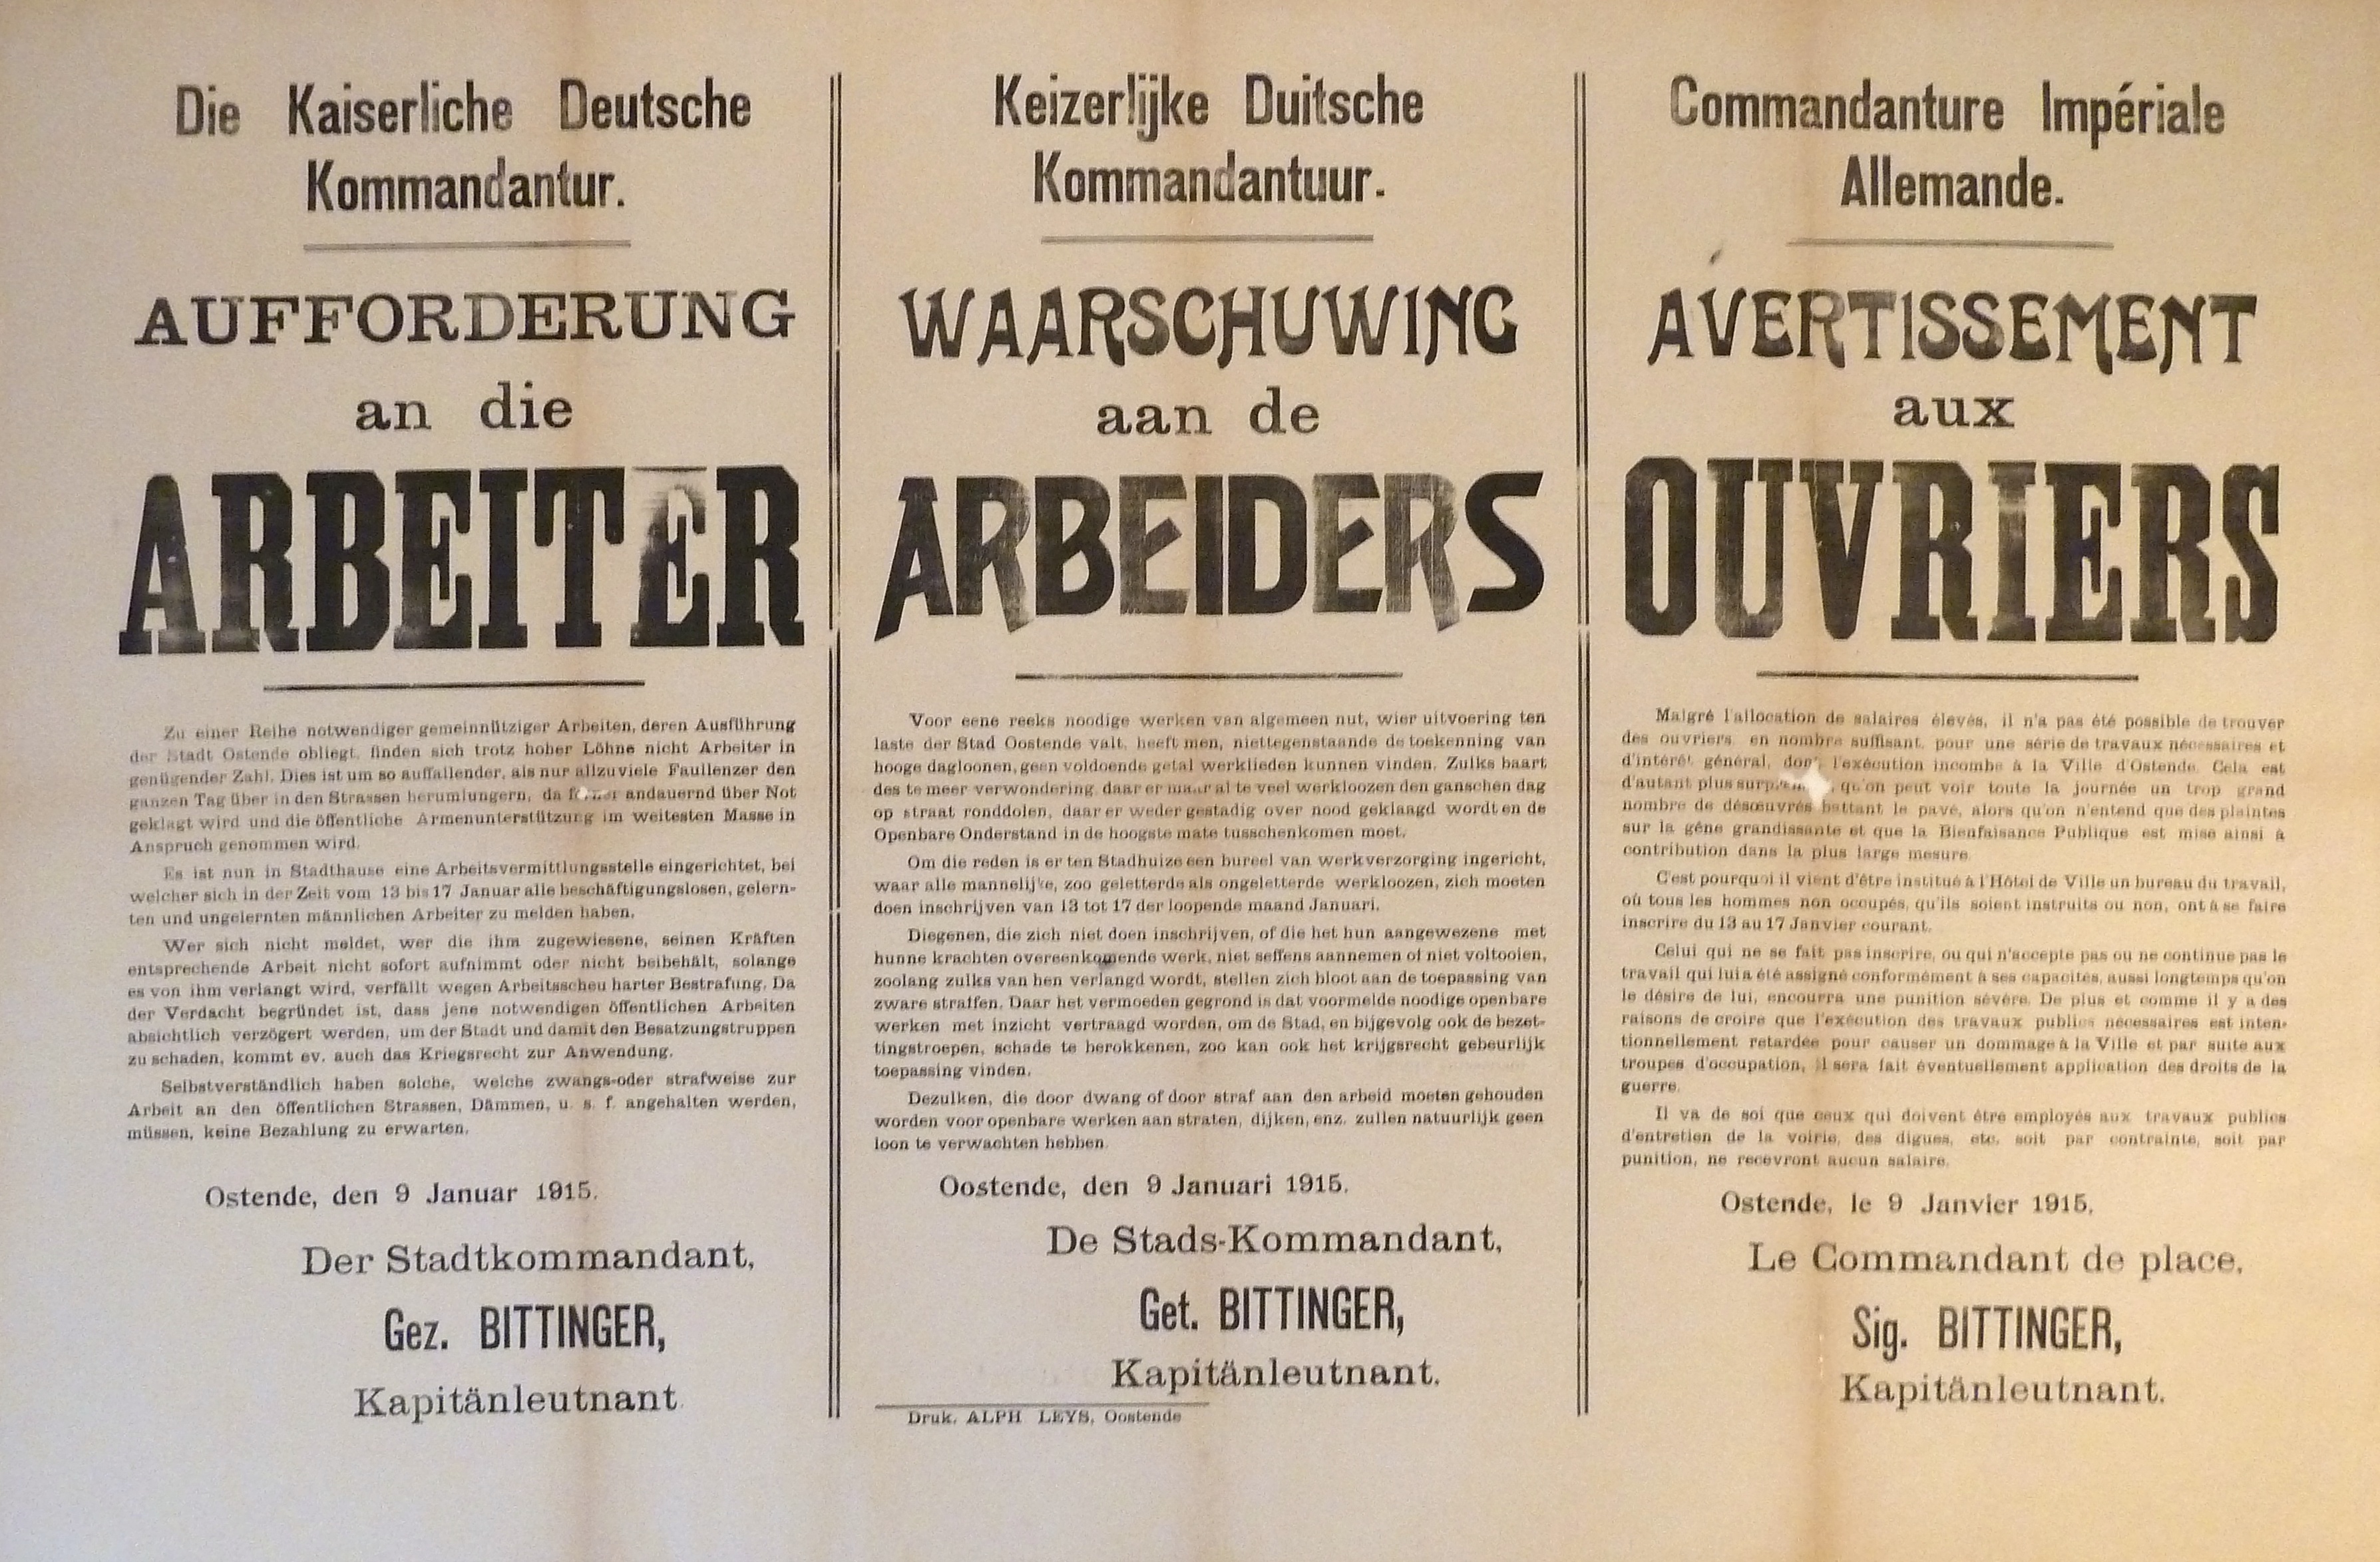 Die Kaiserliche Deutsche
Kommandantur.
AUFFORDERUNG
an die
ARBEITER
Zu einer Reihe notwendiger gemeinnütziger Arbeiten, deren Ausführung
der Stadt Ostende obliegt, finden sich trotz hoher Löhne nicht Arbeiter in
genügender Zahl. Dies ist um so auffallender, als nur allzuviele Faullenzer den
ganzen Tag über in den Strassen herumlungern, da andauernd über Not
geklagt wird und die öffentliche Armenunterstützung im weitesten Masse in
Anspruch genommen wird.
Es ist nun in Stadthause eine Arbeitsvermittlungsstelle eingerichtet, bei
welcher sich in der Zeit vom 13 bis 17 Januar alle beschäftigungslosen, gelern-
ten und ungelernten männlichen Arbeiter zu melden haben.
Wer sich nicht meldet, wer die ihm zugewiesene, seinen Kräften
entsprechende Arbeit nicht sofort aufnimmt oder nicht beibehält, solange
es von ihm verlangt wird, verfällt wegen Arbeitsscheu harter Bestrafung. Da
der Verdacht begründet ist, dass jene notwendigen öffentlichen Arbeiten
absichtlich verzögert werden, um der Stadt und damit den Besatzungstruppen
zu schaden, kommt ev. auch das Kriegsrecht zur Anwendung.
Selbstverständlich haben solche, welche zwangs-oder strafweise zur
Arbeit an den öffentlichen Strassen, Dämmen, u. s. f. angehalten werden,
müssen, keine Bezahlung zu erwarten.
Ostende, den 9 Januar 1915.
Der Stadtkommandant,
Gez. BITTINGER,
Kapitänleutnant.
Keizerlijke Duitsche
Kommandantuur.
WAARSCHUWING
aan de
ARBEIDERS
Voor eene reeks noodige werken van algemeen nut, wier uitvoering ten
laste der Stad Oostende valt, heeft men, niettegenstaande de toekenning van
hooge dagloonen, geen voldoende getal werklieden kunnen vinden. Zulks baart
des te meer verwondering, daar er maar al te veel werkloozen den ganschen dag
op straat ronddolen, daar er weder gestadig over nood geklaagd wordt en de
Openbare Onderstand in de hoogste mate tusschenkomen moet.
Om die reden is er ten Stadhuize een bureel van werkverzorging ingericht,
waar alle mannelijke, zoo geletterde als ongeletterde werkloozen, zich moeten
doen inschrijven van 13 tot 17 der loopende maand Januari.
Diegenen, die zich niet doen inschrijven, of die het hun aangewezene met
hunne krachten overeenkomende werk, niet seffens aannemen of niet voltooien,
zoolang zulks van hen verlangd wordt, stellen zich bloot aan de toepassing van
zware straffen. Daar het vermoeden gegrond is dat voormelde noodige openbare
werken met inzicht vertraagd worden, om de Stad, en bijgevolg ook de bezet-
tingstroepen, schade te berokkenen, zoo kan ook het krijgsrecht gebeurlijk
toepassing vinden.
Dezulken, die door dwang of door straf aan den arbeid moeten gehouden
worden voor openbare werken aan straten, dijken, enz. zullen natuurlijk geen
loon te verwachten hebben.
Oostende, den 9 Januari 1915.
De Stads-Kommandant,
Get. BITTINGER,
Kapitänleutnant.
Druk. ALPH LEYS, Oostende
Commandanture Impériale
Allemande.
AVERTISSEMENT
aux
OUVRIERS
Malgré l'allocation de salaires élevés, il n'a pas été possible de trouver
des ouvriers, en nombre suffisant, pour une série de travaux nécessaires et
d'intérêt général, dont l'exécution incombe à la Ville d'Ostende. Cela est
d'autant plus qu'on peut voir toute la journée un trop grand
nombre de désœuvrés battant le pavé, alors qu'on n'entend que des plaintes
sur la gêne grandissante et que la Bienfaisance Publique est mise ainsi à
contribution dans la plus large mesure.
C'est pourquoi il vient d'être institué à l'Hôtel de Ville un bureau du travail,
où tous les hommes non occupés, qu'ils soient instruits ou non, ont à se faire
inscrire du 13 au 17 Janvier courant.
Celui qui ne se fait pas inscrire, ou qui n'accepte pas ou ne continue pas le
travail qui lui a été assigné conformément à ses capacités, aussi longtemps qu'on
le désire de lui, encourra une punition sévère. De plus et comme il y a des
raisons de croire que l'exécution des travaux publics nécessaires est inten-
tionnellement retardée pour causer un dommage à la Ville et par suite aux
troupes d'occupation, il sera fait éventuellement application des droits de la
guerre.
Il va de soi que ceux qui doivent être employés aux travaux publics
d'entretien de la voirie, des digues, etc. soit par contrainte, soit par
punition, ne recevront aucun salaire.
Ostende, le 9 Janvier 1915.
Le Commandant de place,
Sig. BITTINGER,
Kapitänleutnant.